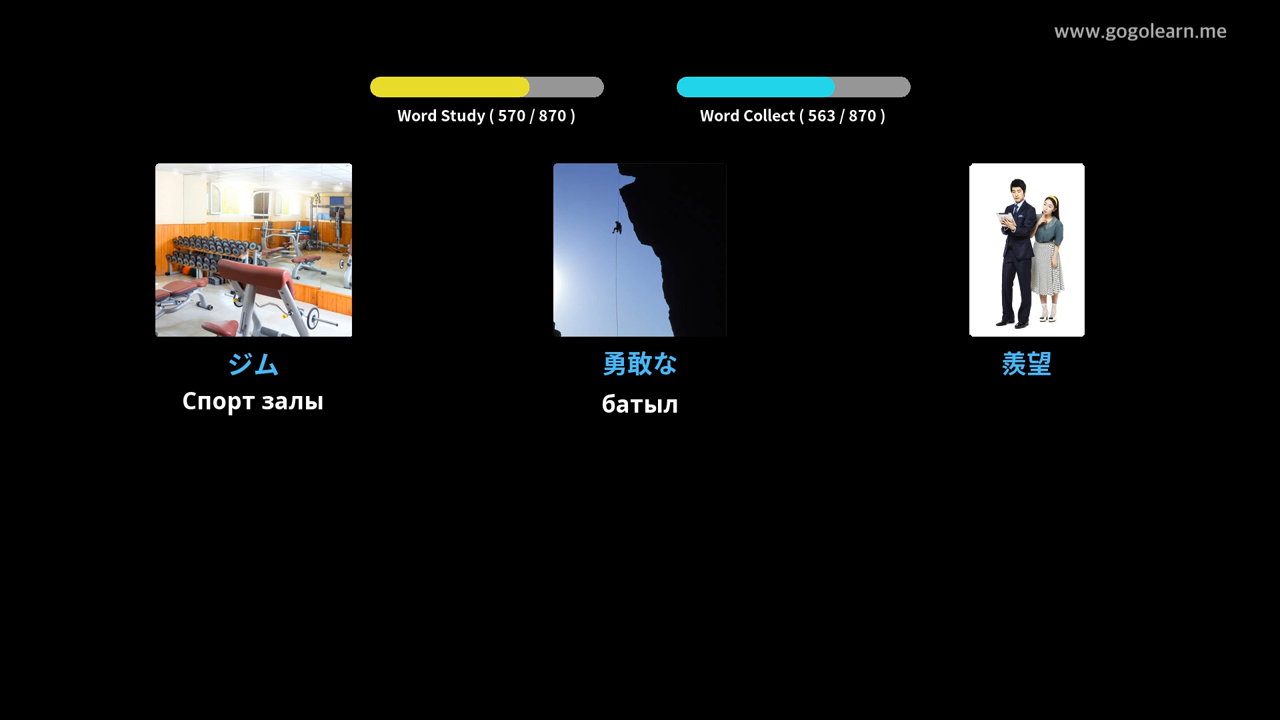 www.gogolearn.me
Word Study ( 570 / 870 )
Word Collect ( 563 / 870 )
ジム
勇敢な
羨望
Спорт залы
батыл